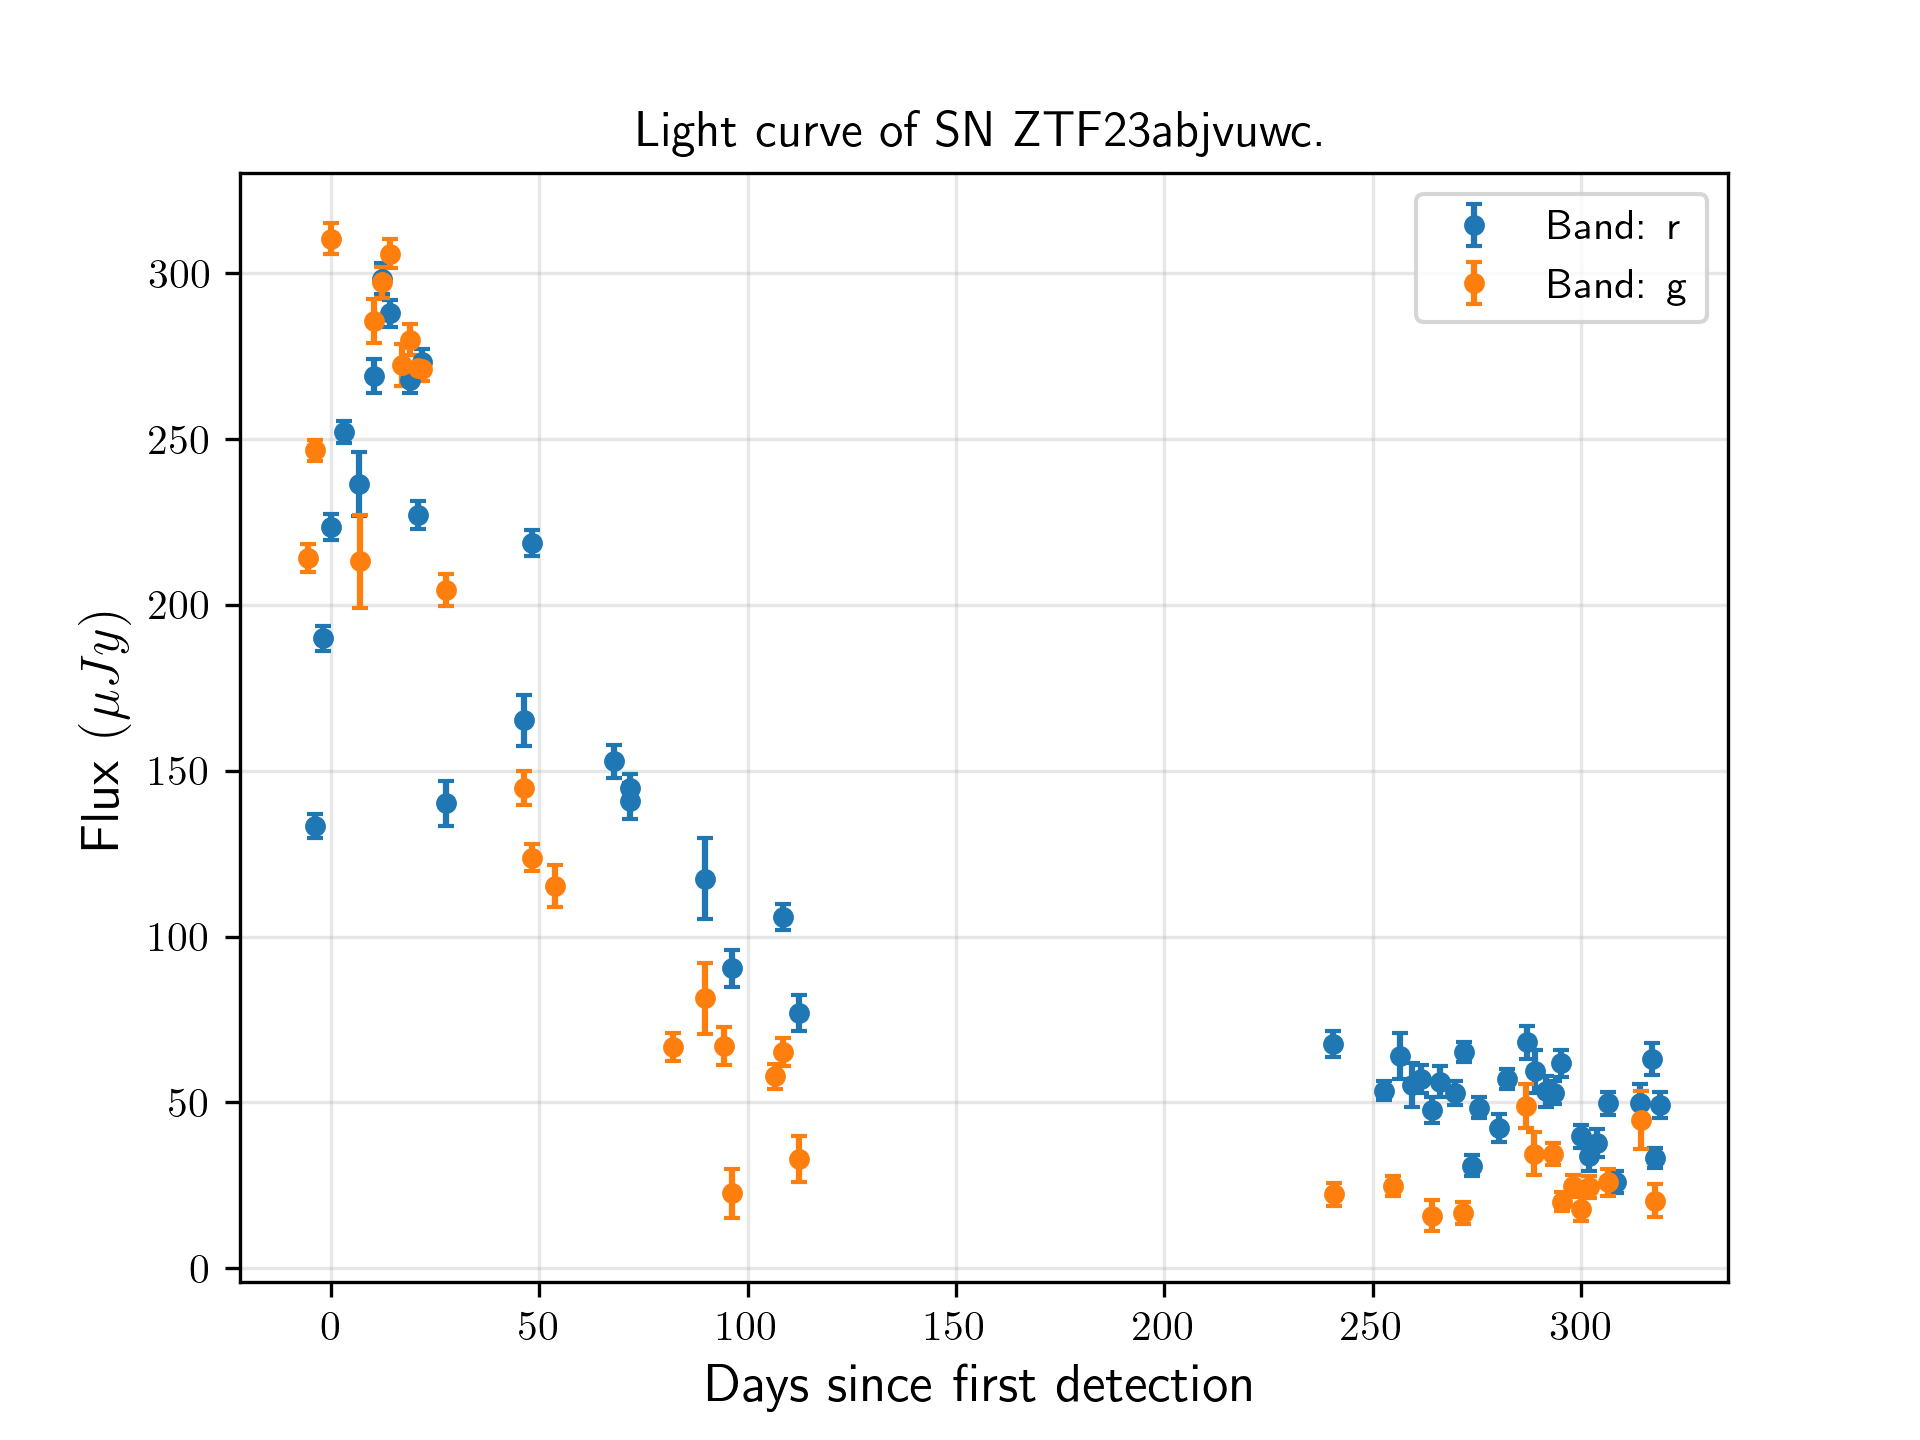 Light curve of SN ZTF23abjvuwc.
Band: r
Band: g
Flux (μJy)
300
250
200
150
100
50
0
0 50 100 150 200 250 300
Days since first detection